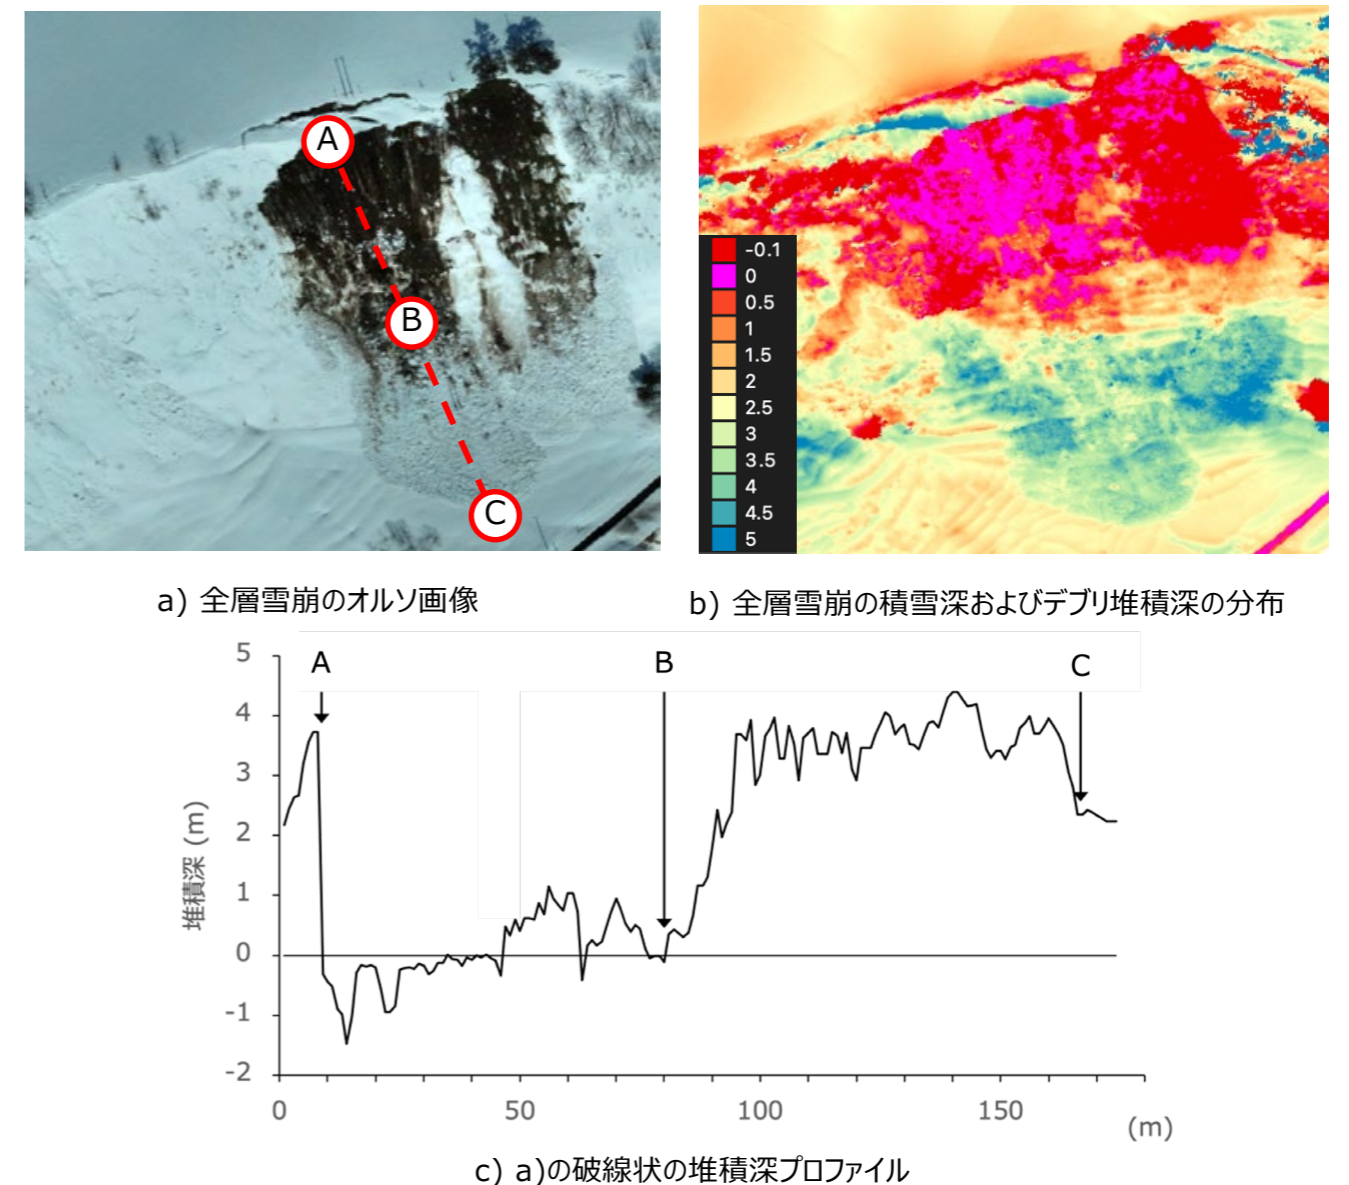 A
B
C
-0.1
0
0.5
1
1.5
2
2.5
3
3.5
4
4.5
5
a) 全層雪崩のオルソ画像
b) 全層雪崩の積雪深およびデブリ堆積深の分布
A
B
C
堆積深 (m)
5
4
3
2
1
0
-1
-2
0
50
100
150
(m)
c) a)の破線状の堆積深プロファイル